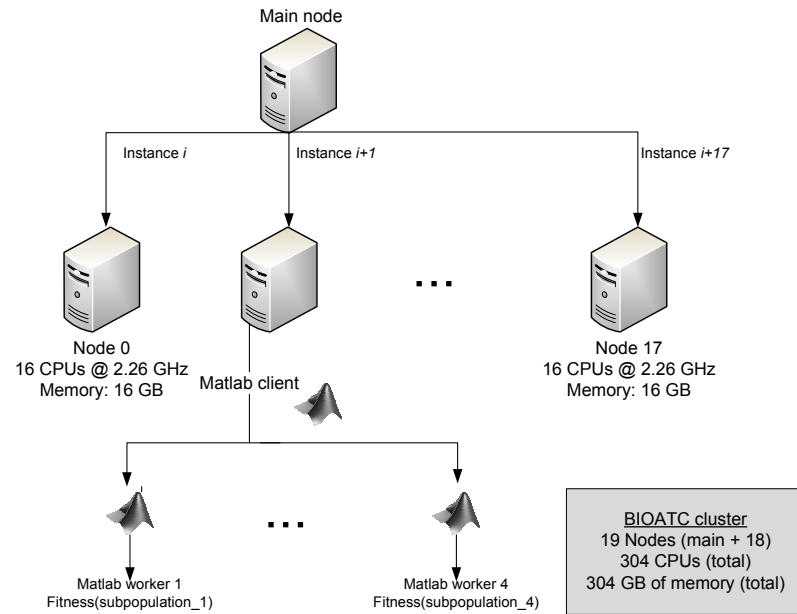 Main node
Instance i
Instance i+1
Instance i+17
...
Node 0
16 CPUs @ 2.26 GHz
Memory: 16 GB
Node 17
16 CPUs @ 2.26 GHz
Memory: 16 GB
Matlab client
...
Matlab worker 1
Fitness(subpopulation_1)
Matlab worker 4
Fitness(subpopulation_4)
BIOATC cluster
19 Nodes (main + 18)
304 CPUs (total)
304 GB of memory (total)